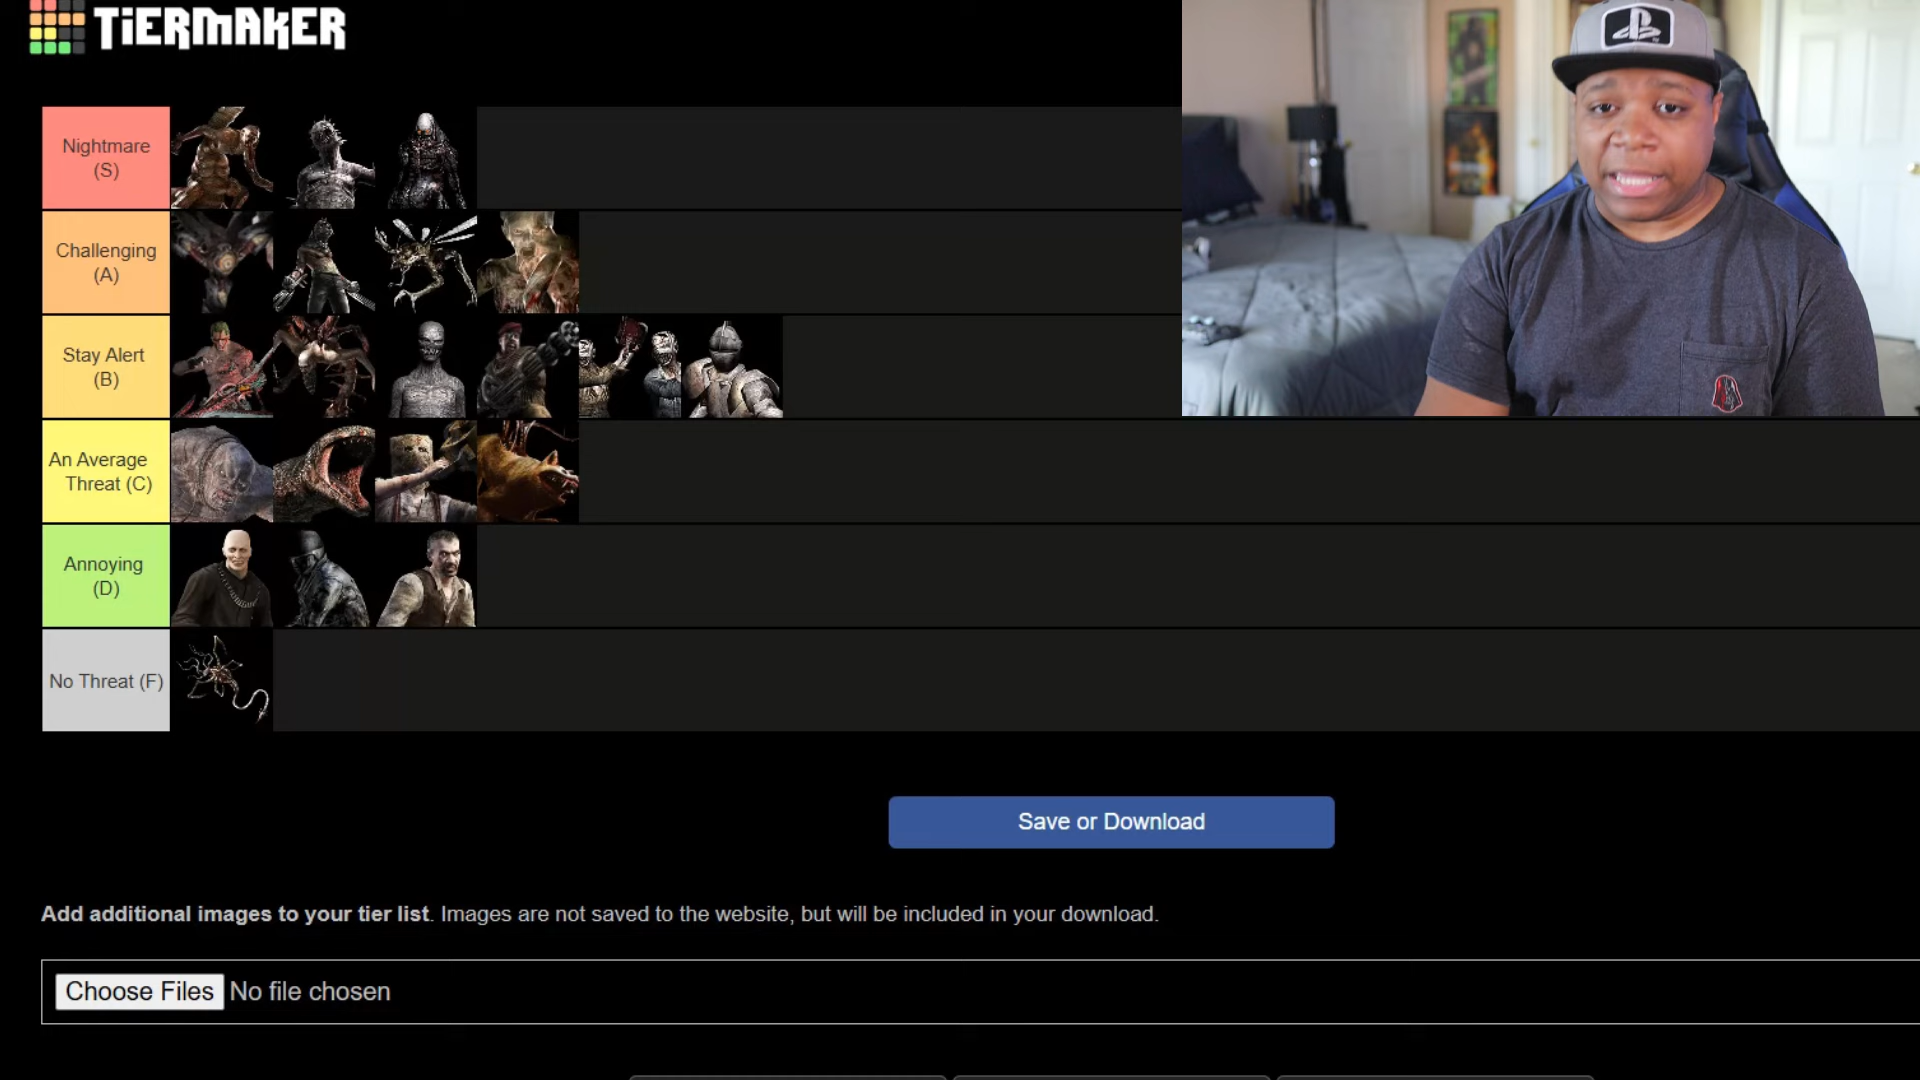 TiERMAKER
Nightmare
(S)
Challenging
(A)
Stay Alert
(B)
An Average
Threat (C)
Annoying
(D)
No Threat (F)
Save or Download
Add additional images to your tier list. Images are not saved to the website, but will be included in your download.
Choose Files No file chosen